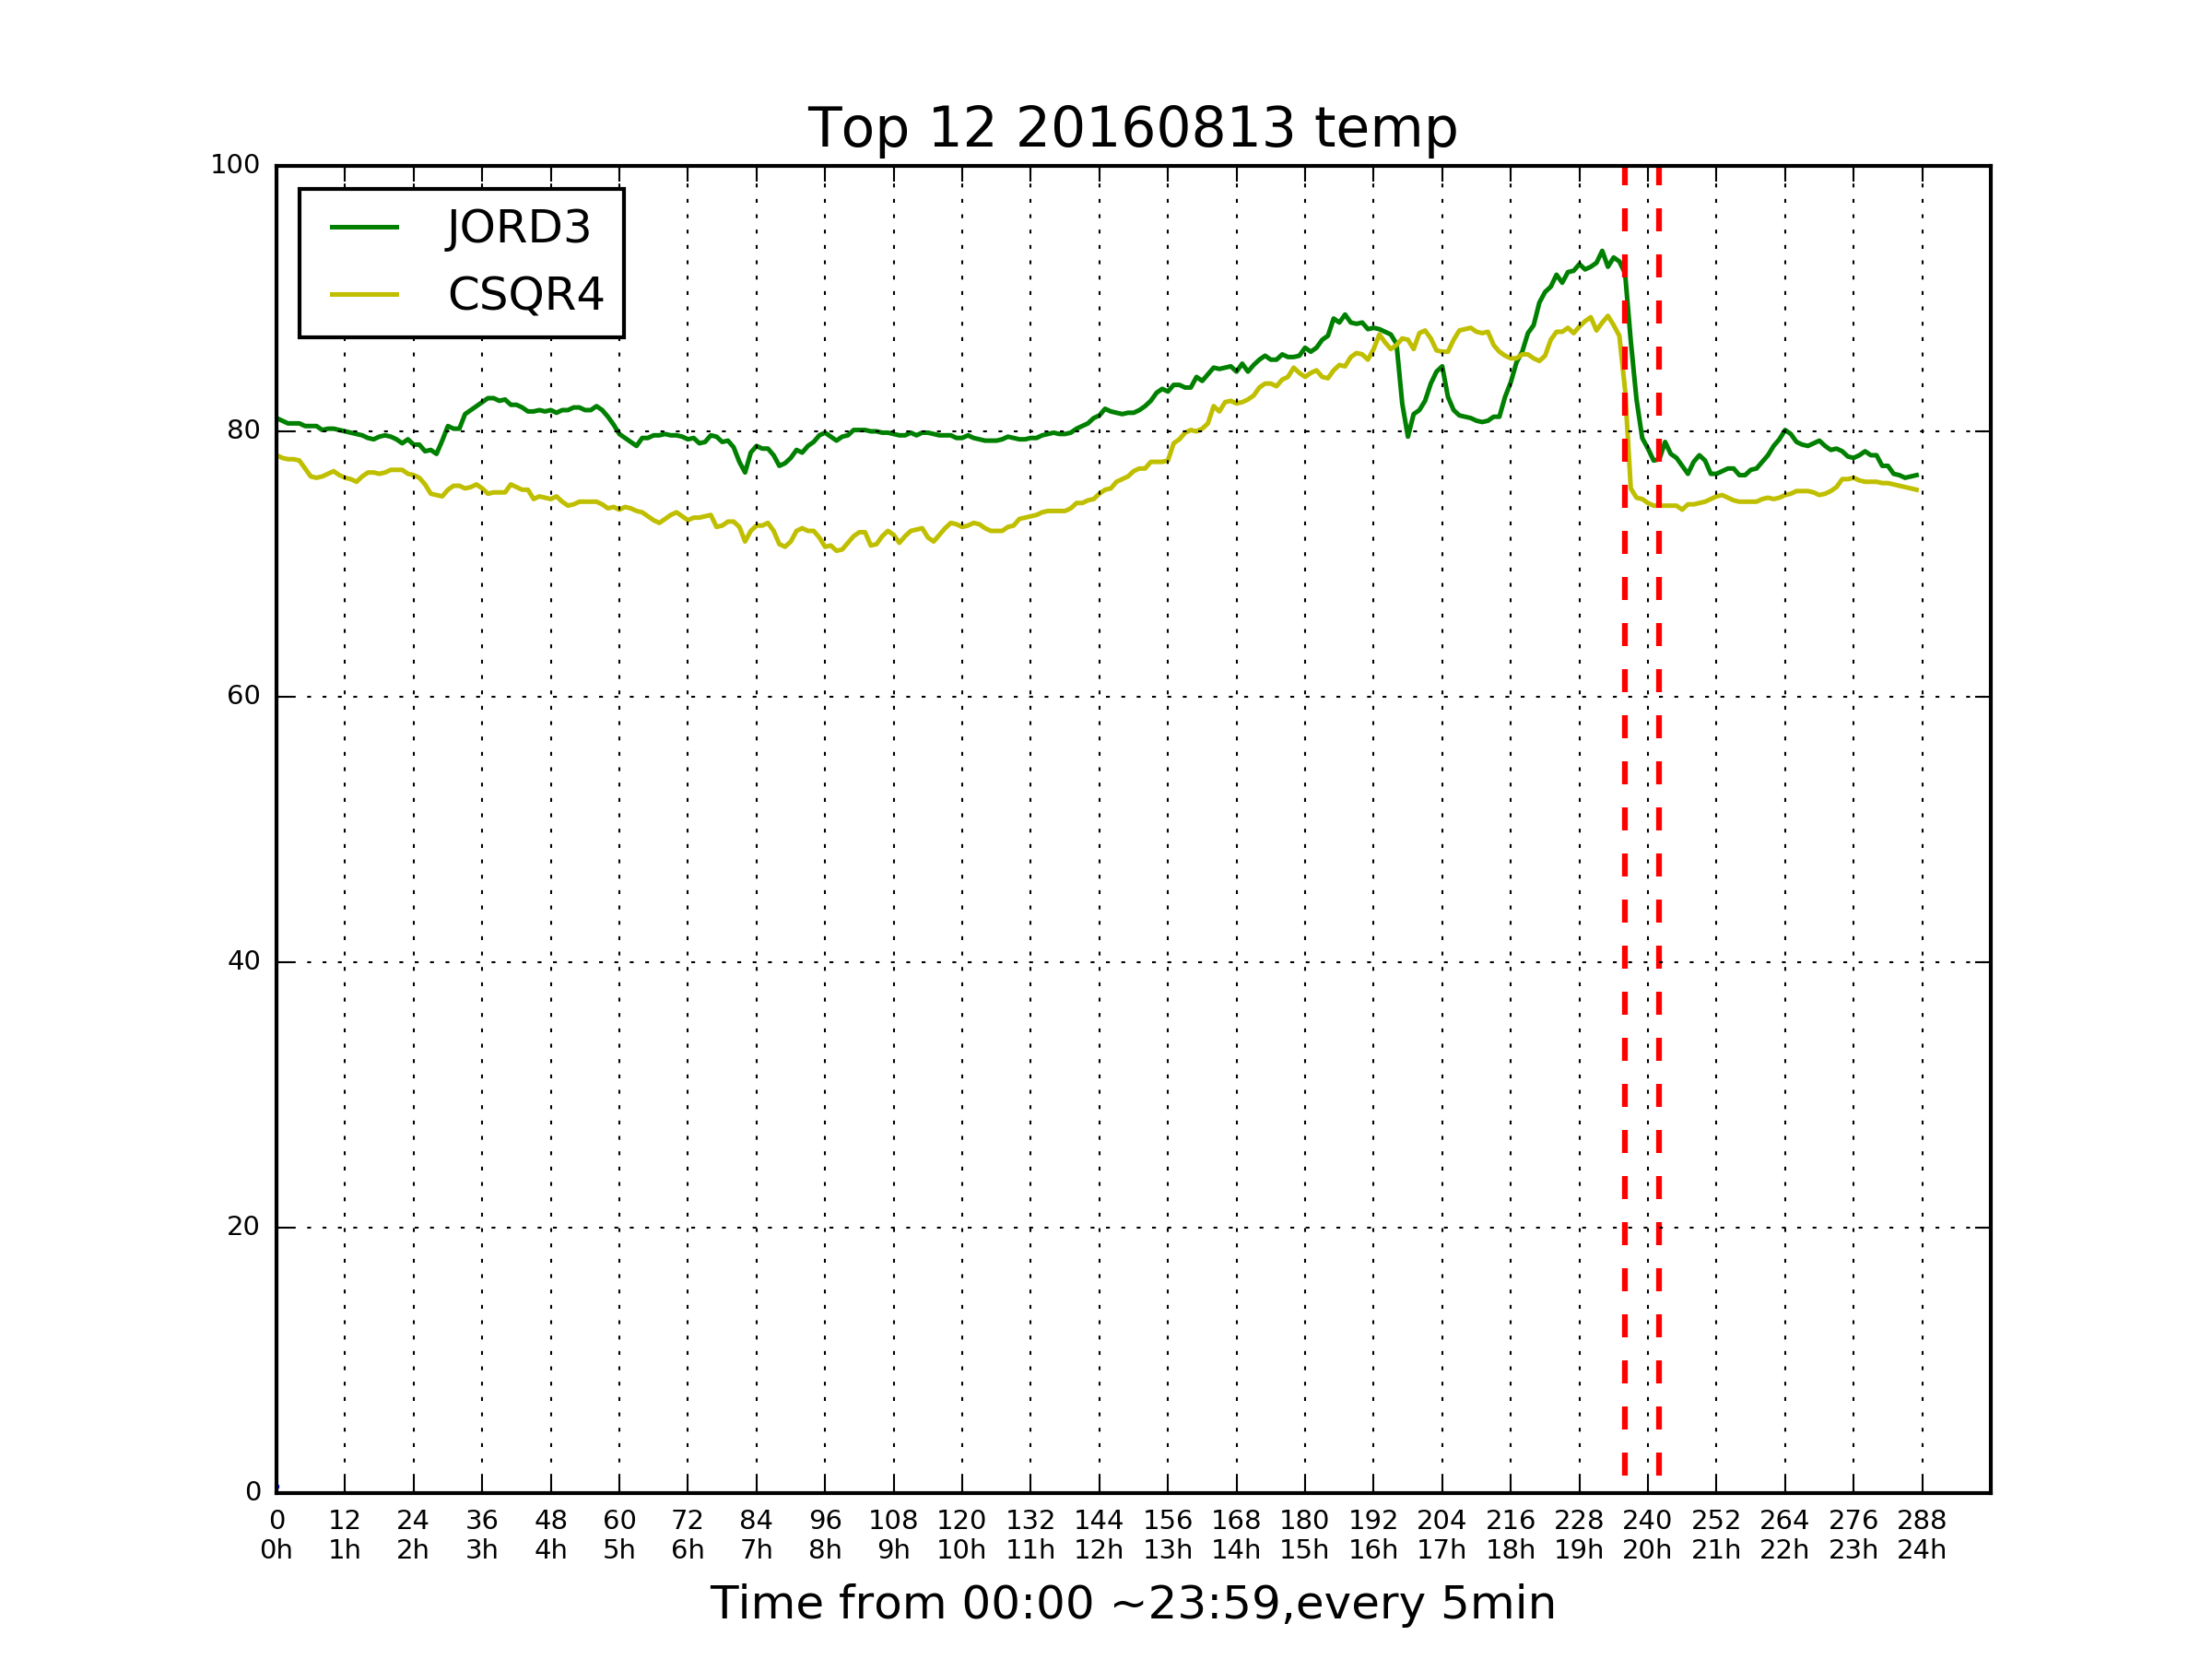 Top 12 20160813 temp
100
80
60
40
20
0
JORD3
CSQR4
0 12 24 36 48 60 72 84 96 108 120 132 144 156 168 180 192 204 216 228 240 252 264 276 288
0h 1h 2h 3h 4h 5h 6h 7h 8h 9h 10h 11h 12h 13h 14h 15h 16h 17h 18h 19h 20h 21h 22h 23h 24h
Time from 00:00 ~23:59,every 5min